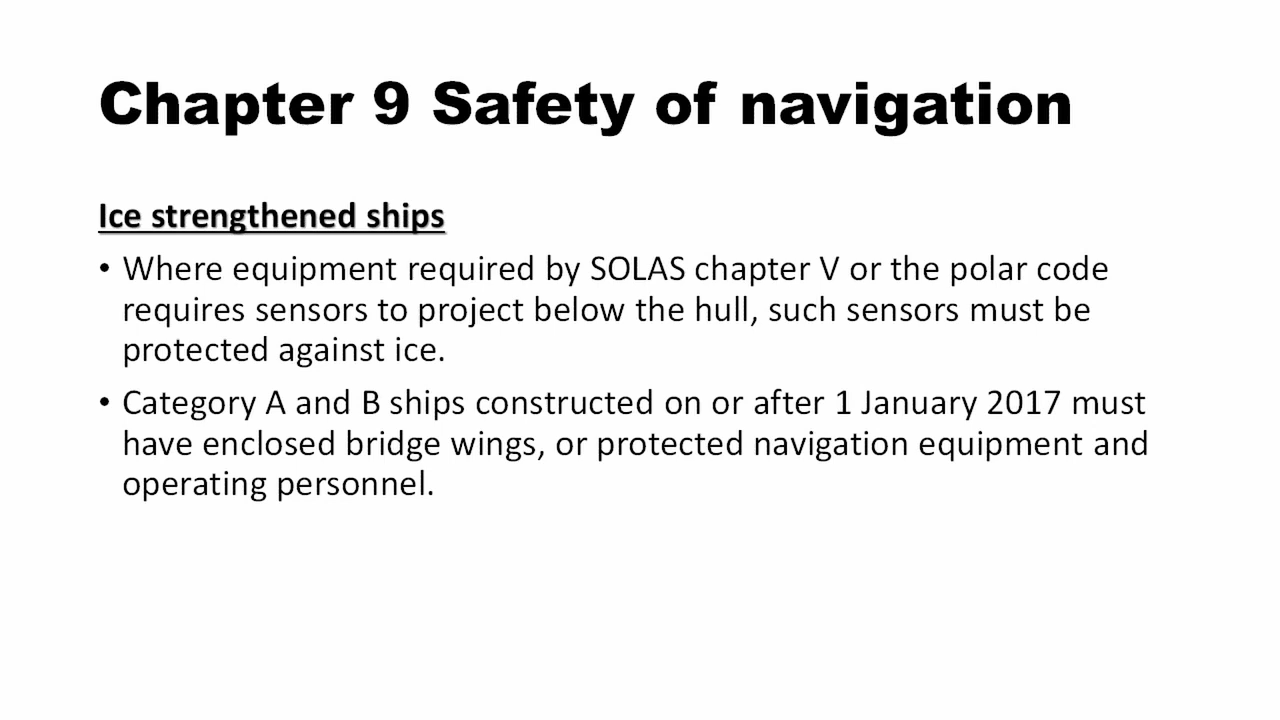 Chapter 9 Safety of navigation
Ice strengthened ships
• Where equipment required by SOLAS chapter V or the polar code
requires sensors to project below the hull, such sensors must be
protected against ice.
• Category A and B ships constructed on or after 1 January 2017 must
have enclosed bridge wings, or protected navigation equipment and
operating personnel.